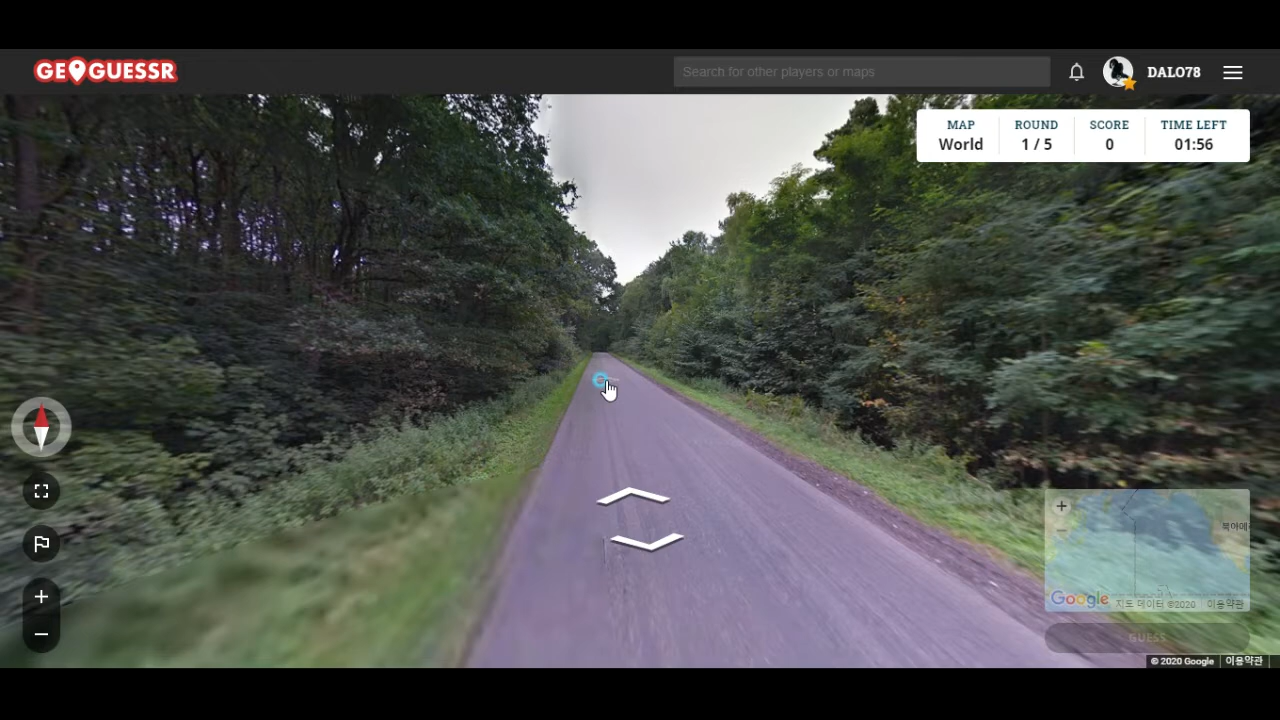 GEOGUESSR
Search for other players or maps
DALO78
MAP
World
ROUND
1 / 5
SCORE
0
TIME LEFT
01:56
Google
지도 데이터 ©2020
이용약관
GUESS
© 2020 Google
이용약관